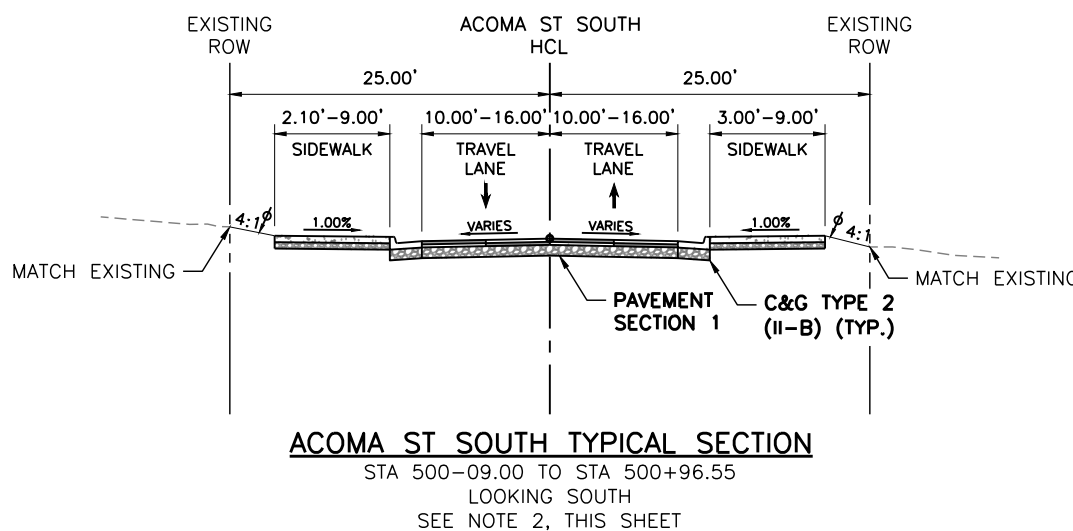 EXISTING
ROW
ACOMA ST SOUTH
HCL
EXISTING
ROW
25.00'
25.00'
2.10'-9.00'
10.00'-16.00'
10.00'-16.00'
3.00'-9.00'
SIDEWALK
TRAVEL
LANE
TRAVEL
LANE
SIDEWALK
4:1
ϕ
1.00%
VARIES
VARIES
1.00%
ϕ
4:1
MATCH EXISTING
MATCH EXISTING
PAVEMENT
SECTION 1
C&G TYPE 2
(II-B) (TYP.)
ACOMA ST SOUTH TYPICAL SECTION
STA 500-09.00 TO STA 500+96.55
LOOKING SOUTH
SEE NOTE 2, THIS SHEET